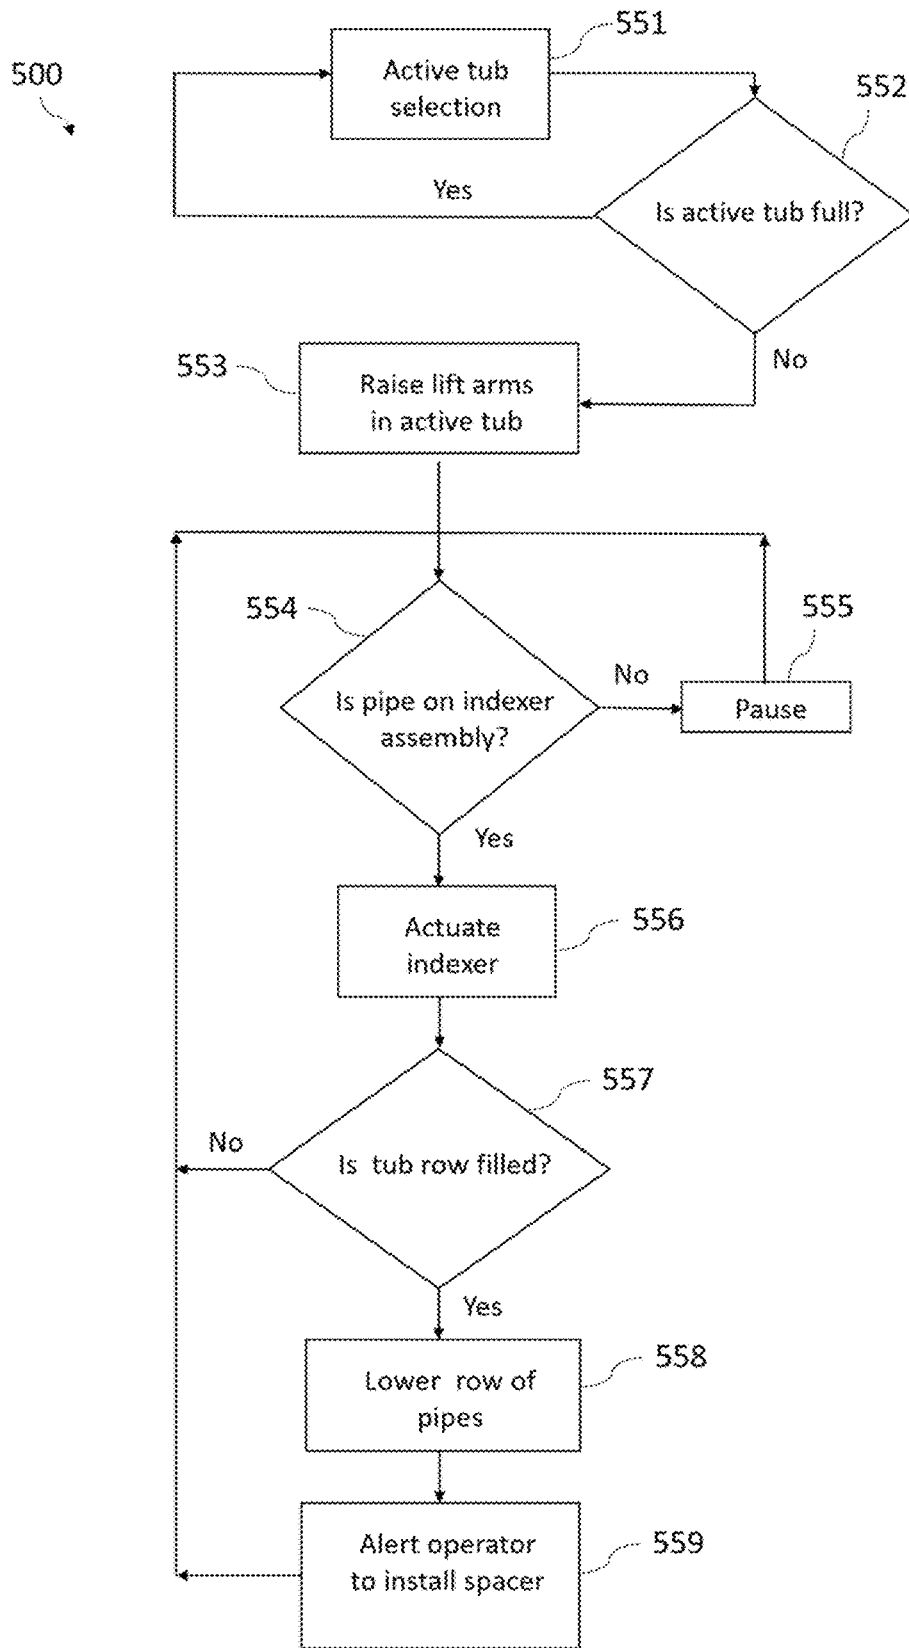 551
500
Active tub
selection
552
Yes
Is active tub full?
No
553
Raise lift arms
in active tub
554
555
No
Is pipe on indexer
assembly?
Pause
Yes
556
Actuate
indexer
557
No
Is tub row filled?
Yes
558
Lower row of
pipes
559
Alert operator
to install spacer